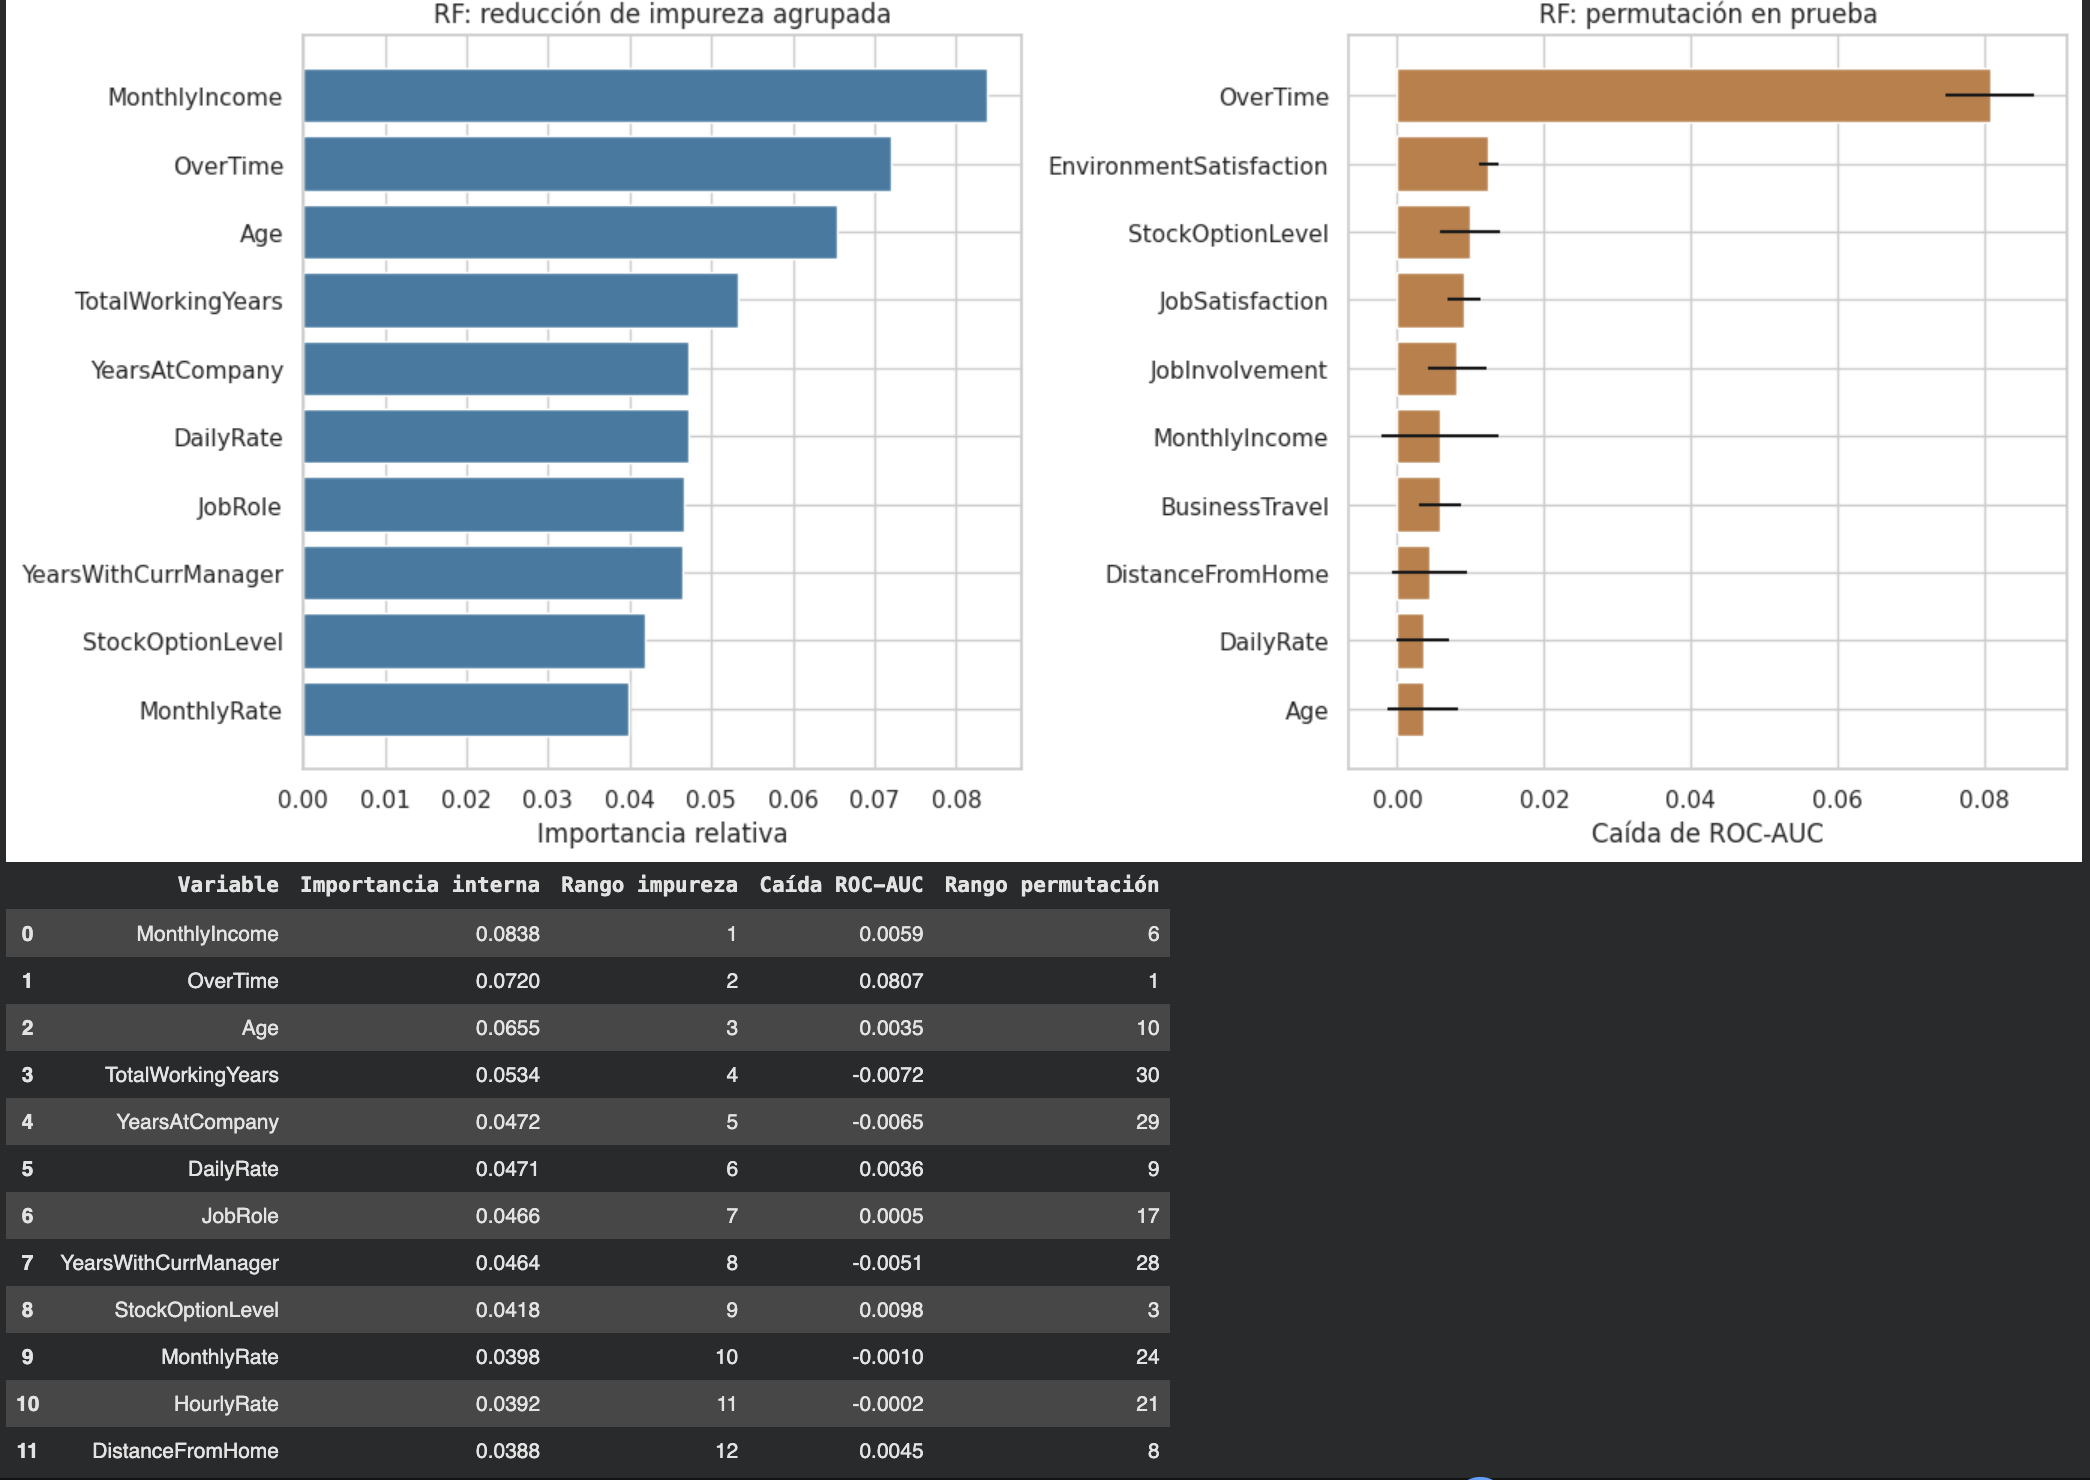 RF: reducción de impureza agrupada
MonthlyIncome
OverTime
Age
TotalWorkingYears
YearsAtCompany
DailyRate
JobRole
YearsWithCurrManager
StockOptionLevel
MonthlyRate
0.00 0.01 0.02 0.03 0.04 0.05 0.06 0.07 0.08
Importancia relativa
RF: permutación en prueba
OverTime
EnvironmentSatisfaction
StockOptionLevel
JobSatisfaction
JobInvolvement
MonthlyIncome
BusinessTravel
DistanceFromHome
DailyRate
Age
0.00 0.02 0.04 0.06 0.08
Caída de ROC-AUC
Variable Importancia interna Rango impureza Caída ROC-AUC Rango permutación
0 MonthlyIncome 0.0838 1 0.0059 6
1 OverTime 0.0720 2 0.0807 1
2 Age 0.0655 3 0.0035 10
3 TotalWorkingYears 0.0534 4 -0.0072 30
4 YearsAtCompany 0.0472 5 -0.0065 29
5 DailyRate 0.0471 6 0.0036 9
6 JobRole 0.0466 7 0.0005 17
7 YearsWithCurrManager 0.0464 8 -0.0051 28
8 StockOptionLevel 0.0418 9 0.0098 3
9 MonthlyRate 0.0398 10 -0.0010 24
10 HourlyRate 0.0392 11 -0.0002 21
11 DistanceFromHome 0.0388 12 0.0045 8